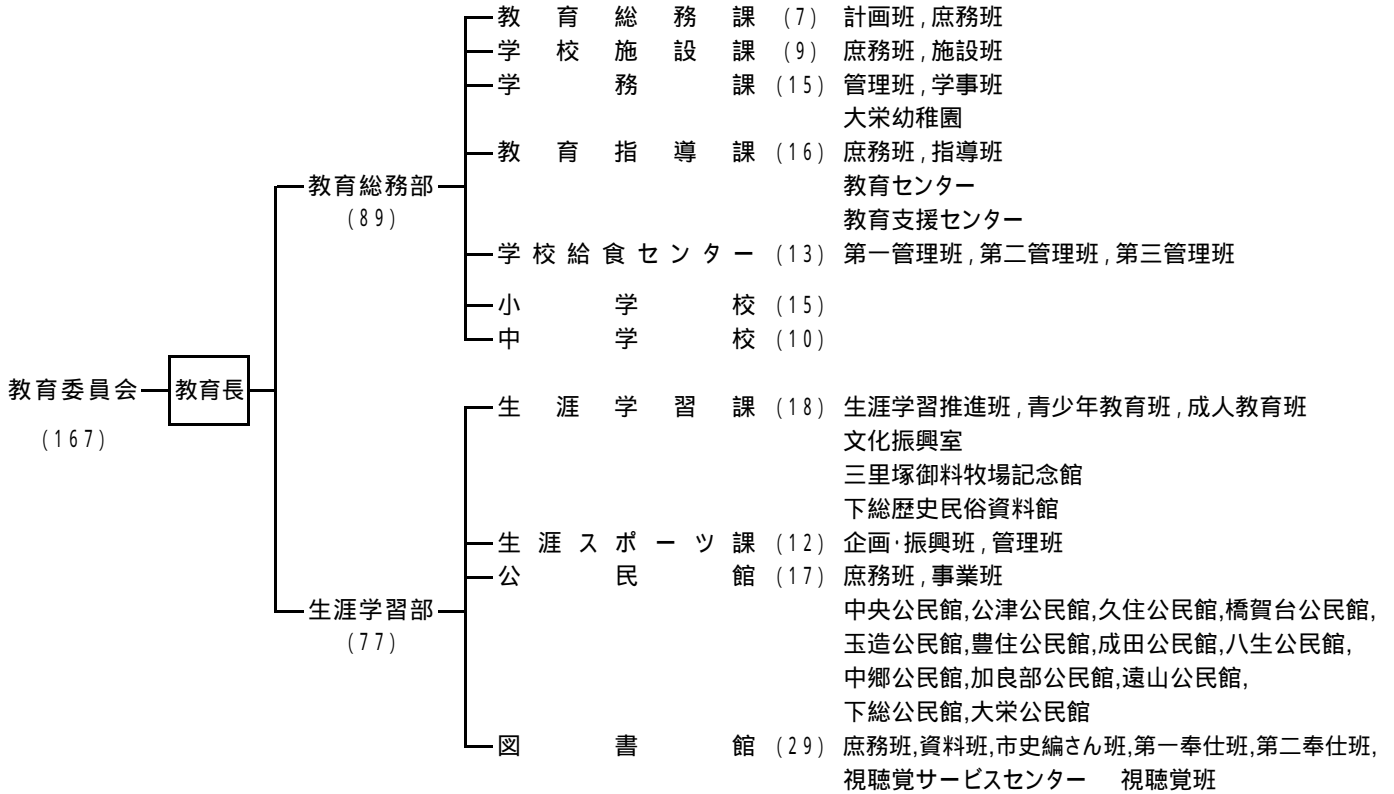 教育総務課 (7) 計画班,庶務班
学校施設課 (9) 庶務班,施設班
学務課 (15) 管理班,学事班
大栄幼稚園
教育指導課 (16) 庶務班,指導班
教育総務部 教育センター
(89) 教育支援センター
学校給食センター (13) 第一管理班,第二管理班,第三管理班
小学校 (15)
中学校 (10)
教育委員会 教育長
(167)
生涯学習課 (18) 生涯学習推進班,青少年教育班,成人教育班
文化振興室
三里塚御料牧場記念館
下総歴史民俗資料館
生涯スポーツ課 (12) 企画・振興班,管理班
公民館 (17) 庶務班,事業班
生涯学習部 中央公民館,公津公民館,久住公民館,橋賀台公民館,
(77) 玉造公民館,豊住公民館,成田公民館,八生公民館,
中郷公民館,加良部公民館,遠山公民館,
下総公民館,大栄公民館
図書館 (29) 庶務班,資料班,市史編さん班,第一奉仕班,第二奉仕班,
視聴覚サービスセンター 視聴覚班